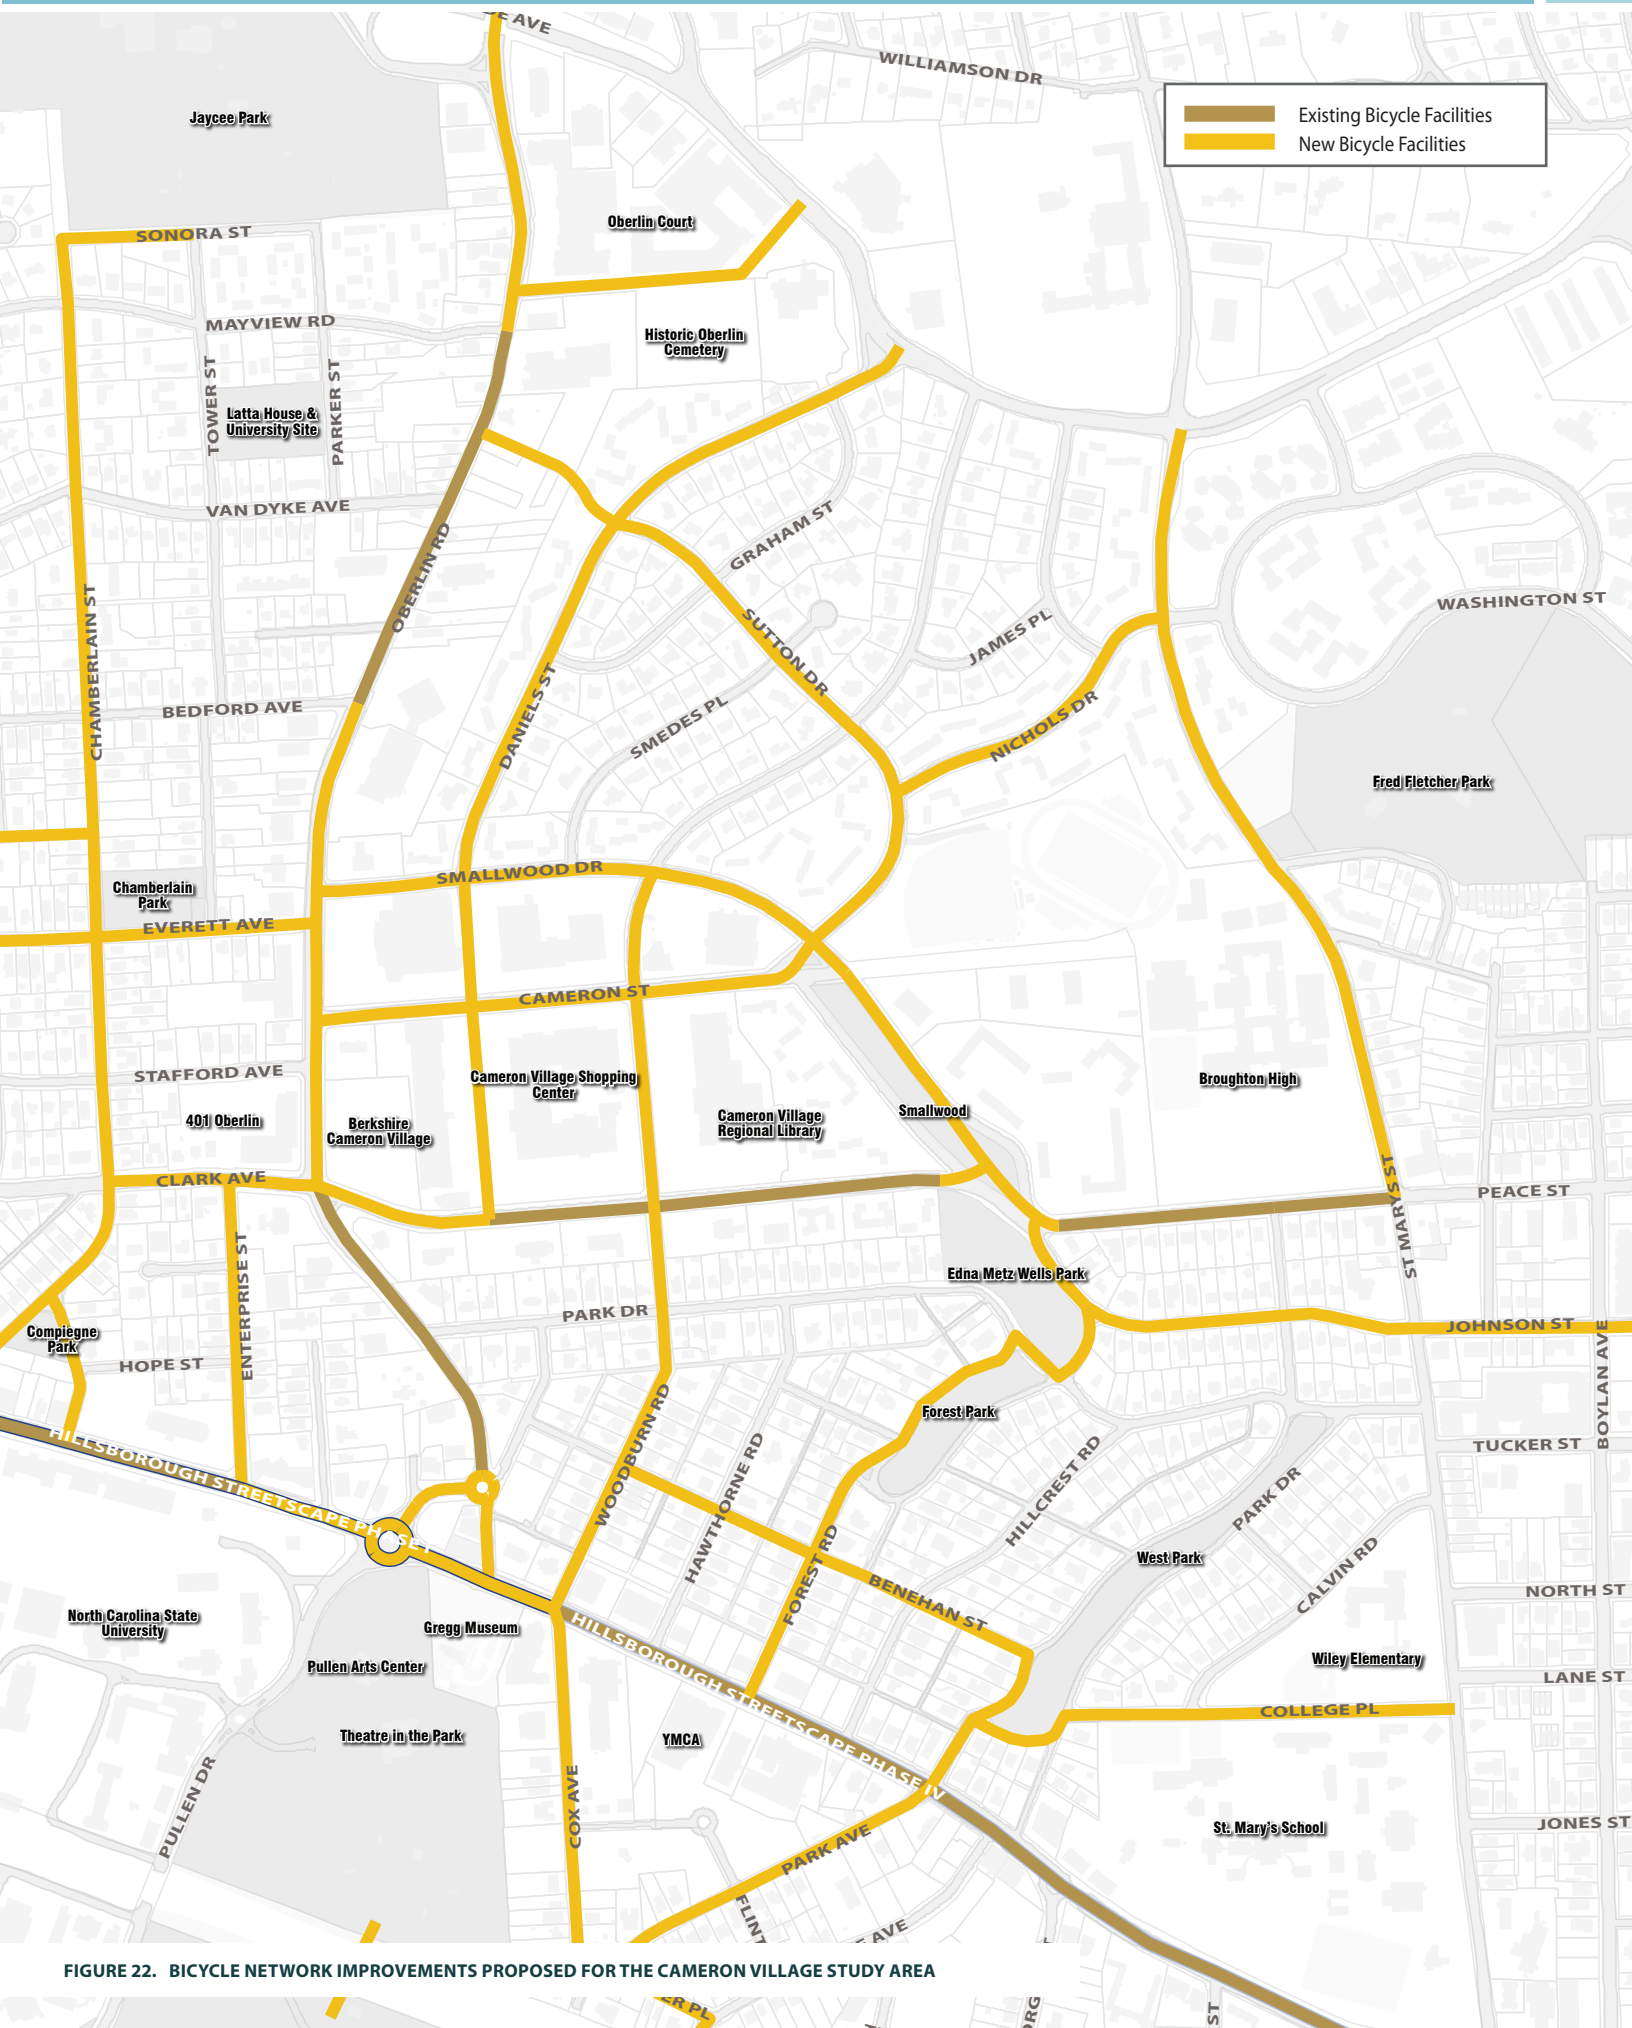 WILLIAMSON DR
Existing Bicycle Facilities
New Bicycle Facilities
Jaycee Park
Oberlin Court
SONORA ST
MAYVIEW RD
Historic Oberlin
Cemetery
TOWER ST
PARKER ST
Latta House &
University Site
VAN DYKE AVE
OBERLIN RD
GRAHAM ST
CHAMBERLAIN ST
SUTTON DR
JAMES PL
WASHINGTON ST
BEDFORD AVE
DANIELS ST
SMEDES PL
NICHOLS DR
Fred Fletcher Park
SMALLWOOD DR
Chamberlain
Park
EVERETT AVE
CAMERON ST
STAFFORD AVE
Cameron Village Shopping
Center
Broughton High
401 Oberlin
Berkshire
Cameron Village
Cameron Village
Regional Library
Smallwood
CLARK AVE
ST MARYS ST
PEACE ST
ENTERPRISE ST
Edna Metz Wells Park
PARK DR
Compiegne
Park
HOPE ST
JOHNSON ST
BOYLAN AVE
WOODBURN RD
Forest Park
HILLSBOROUGH STREETSCAPE PHASE I
HAWTHORNE RD
HILLCREST RD
TUCKER ST
PARK DR
FOREST RD
BENEHAN ST
West Park
CALVIN RD
NORTH ST
North Carolina State
University
Gregg Museum
HILLSBOROUGH STREETSCAPE PHASE IV
Pullen Arts Center
Wiley Elementary
LANE ST
COLLEGE PL
Theatre in the Park
YMCA
PULLEN DR
COX AVE
PARK AVE
St. Mary's School
JONES ST
FLINT
AVE
FIGURE 22. BICYCLE NETWORK IMPROVEMENTS PROPOSED FOR THE CAMERON VILLAGE STUDY AREA
ER PL
ST